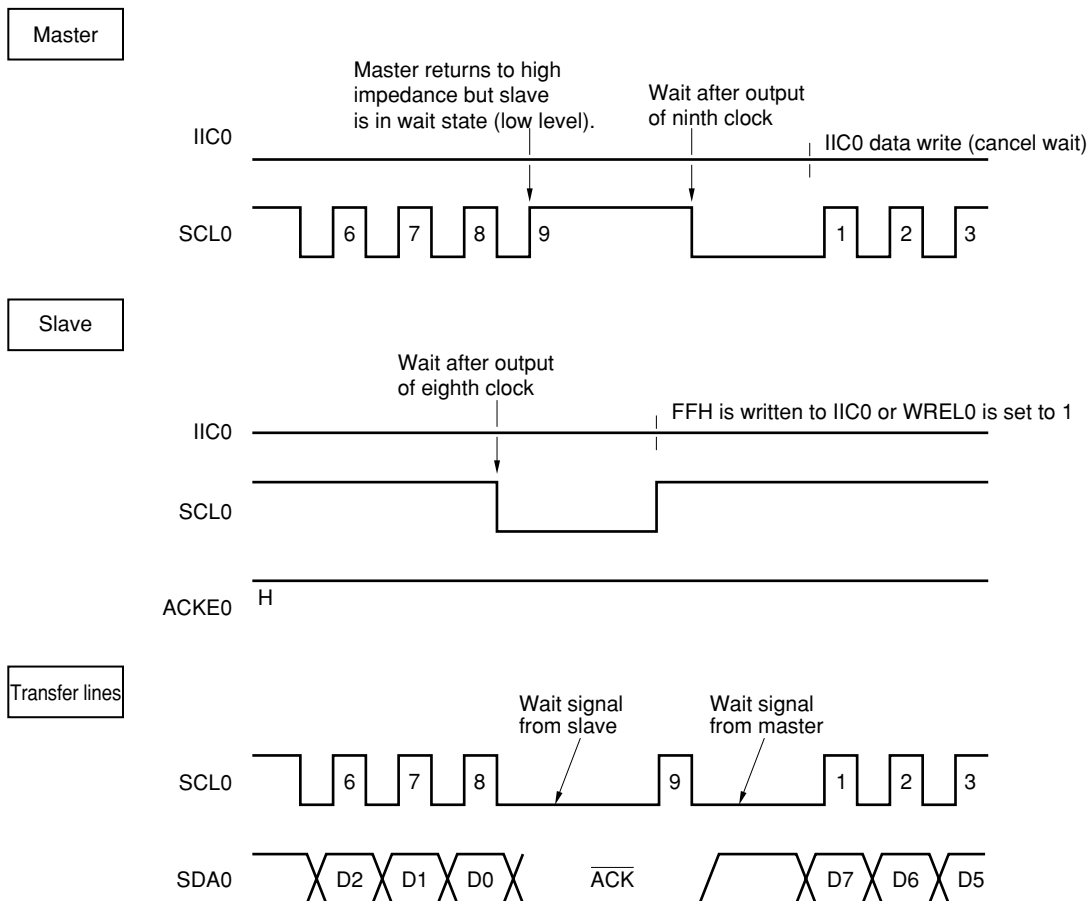 Master
Master returns to high
impedance but slave
is in wait state (low level).
Wait after output
of ninth clock
IIC0
IIC0 data write (cancel wait)
SCL0
6 7 8 9 1 2 3
Slave
Wait after output
of eighth clock
FFH is written to IIC0 or WREL0 is set to 1
IIC0
SCL0
ACKE0
H
Transfer lines
Wait signal
from slave
Wait signal
from master
SCL0
6 7 8 9 1 2 3
SDA0
D2 D1 D0 ACK D7 D6 D5